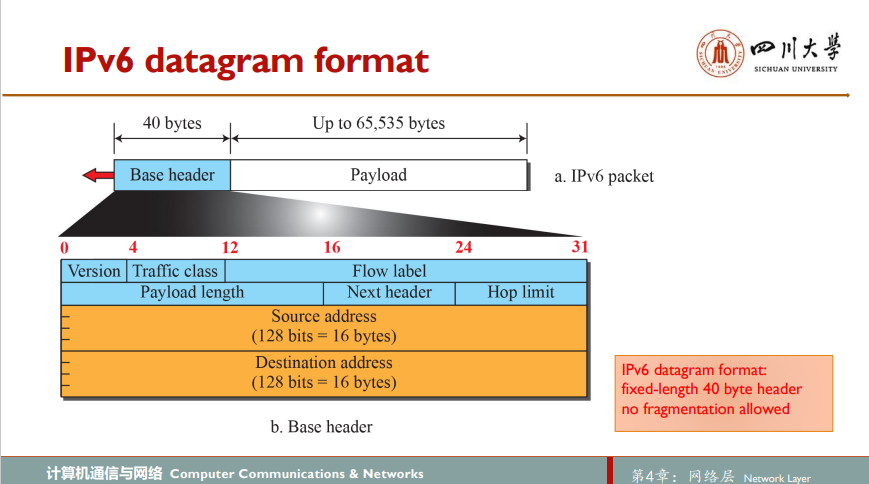 IPv6 datagram format
四川大學
SICHUAN UNIVERSITY
40 bytes
Up to 65,535 bytes
Base header
Payload
a. IPv6 packet
0 4 12 16 24 31
Version Traffic class Flow label
Payload length Next header Hop limit
Source address
(128 bits = 16 bytes)
Destination address
(128 bits = 16 bytes)
b. Base header
IPv6 datagram format:
fixed-length 40 byte header
no fragmentation allowed
计算机通信与网络 Computer Communications & Networks
第4章：网络层 Network Layer